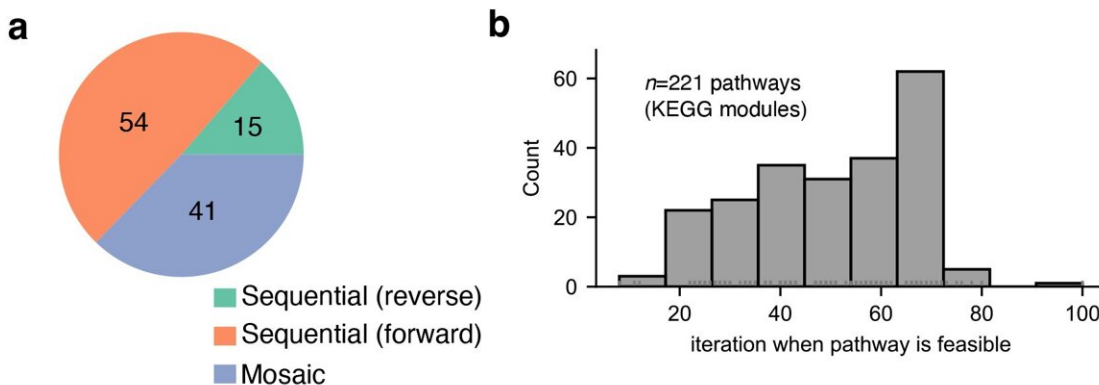 a
54
15
41
Sequential (reverse)
Sequential (forward)
Mosaic
b
n=221 pathways
(KEGG modules)
Count
60
40
20
0
20
40
60
80
100
iteration when pathway is feasible